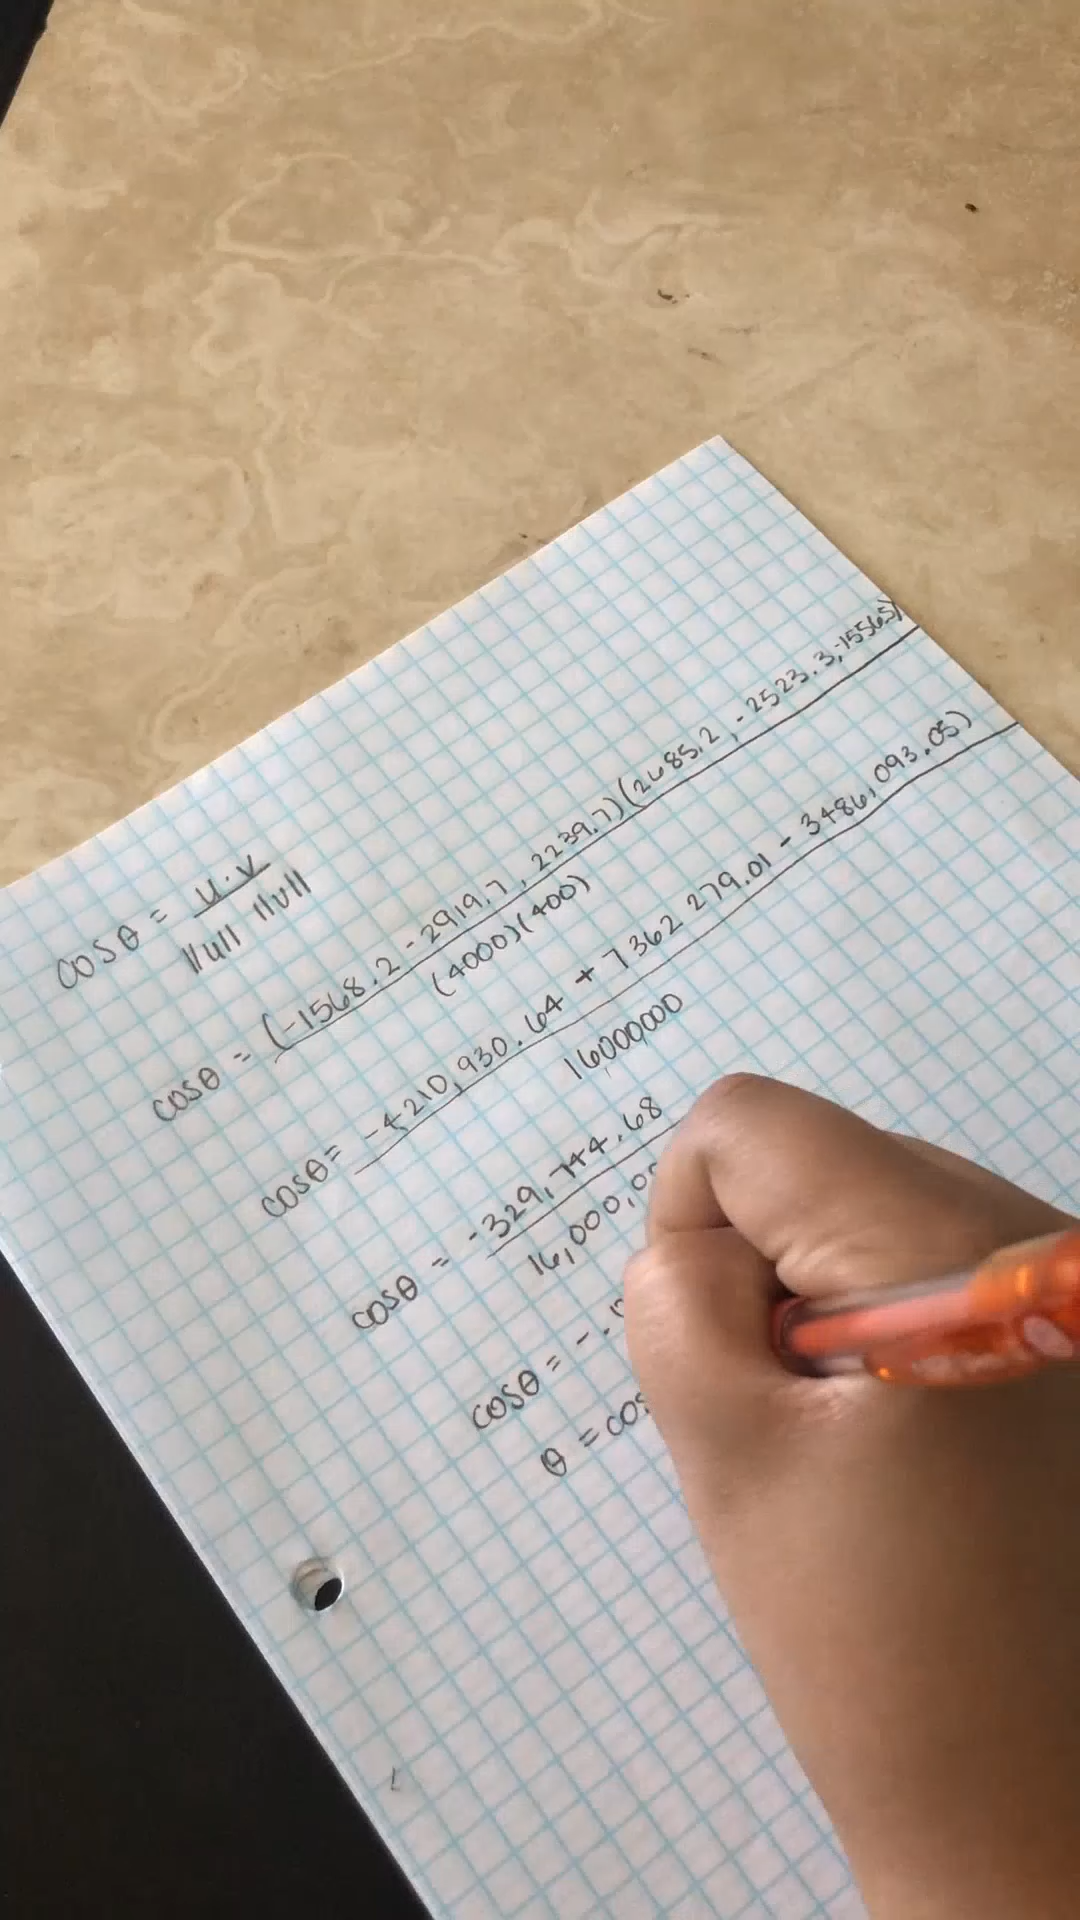 cosθ = u·v
||u|| ||u||
cosθ = (-1568.2 - 2919.7, 2239.7)(2685.2, -2523.3, -1556.5)
(4000)(400)
cosθ = -4210,930.64 + 7362 279.01 - 3486,093.05)
16000000
cosθ = -329,744.68
16,000,0
cosθ = -.
θ = cos